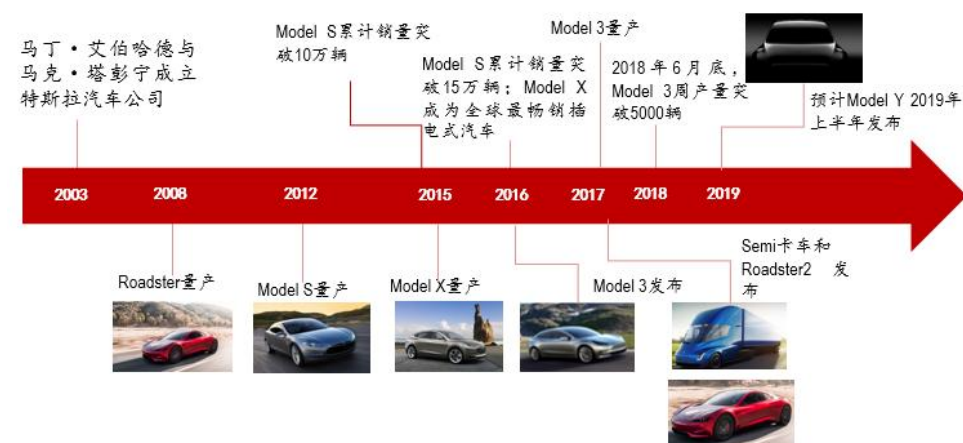 马丁·艾伯哈德与
马克·塔彭宁成立
特斯拉汽车公司
Model S累计销量突
破10万辆
Model S累计销量突
破15万辆；Model X
成为全球最畅销插
电式汽车
Model 3量产
2018年6月底，
Model 3周产量突
破5000辆
预计Model Y 2019年
上半年发布
2003
2008
2012
2015
2016
2017
2018
2019
Roadster量产
Model S量产
Model X量产
Model 3发布
Semi卡车和
Roadster2 发
布